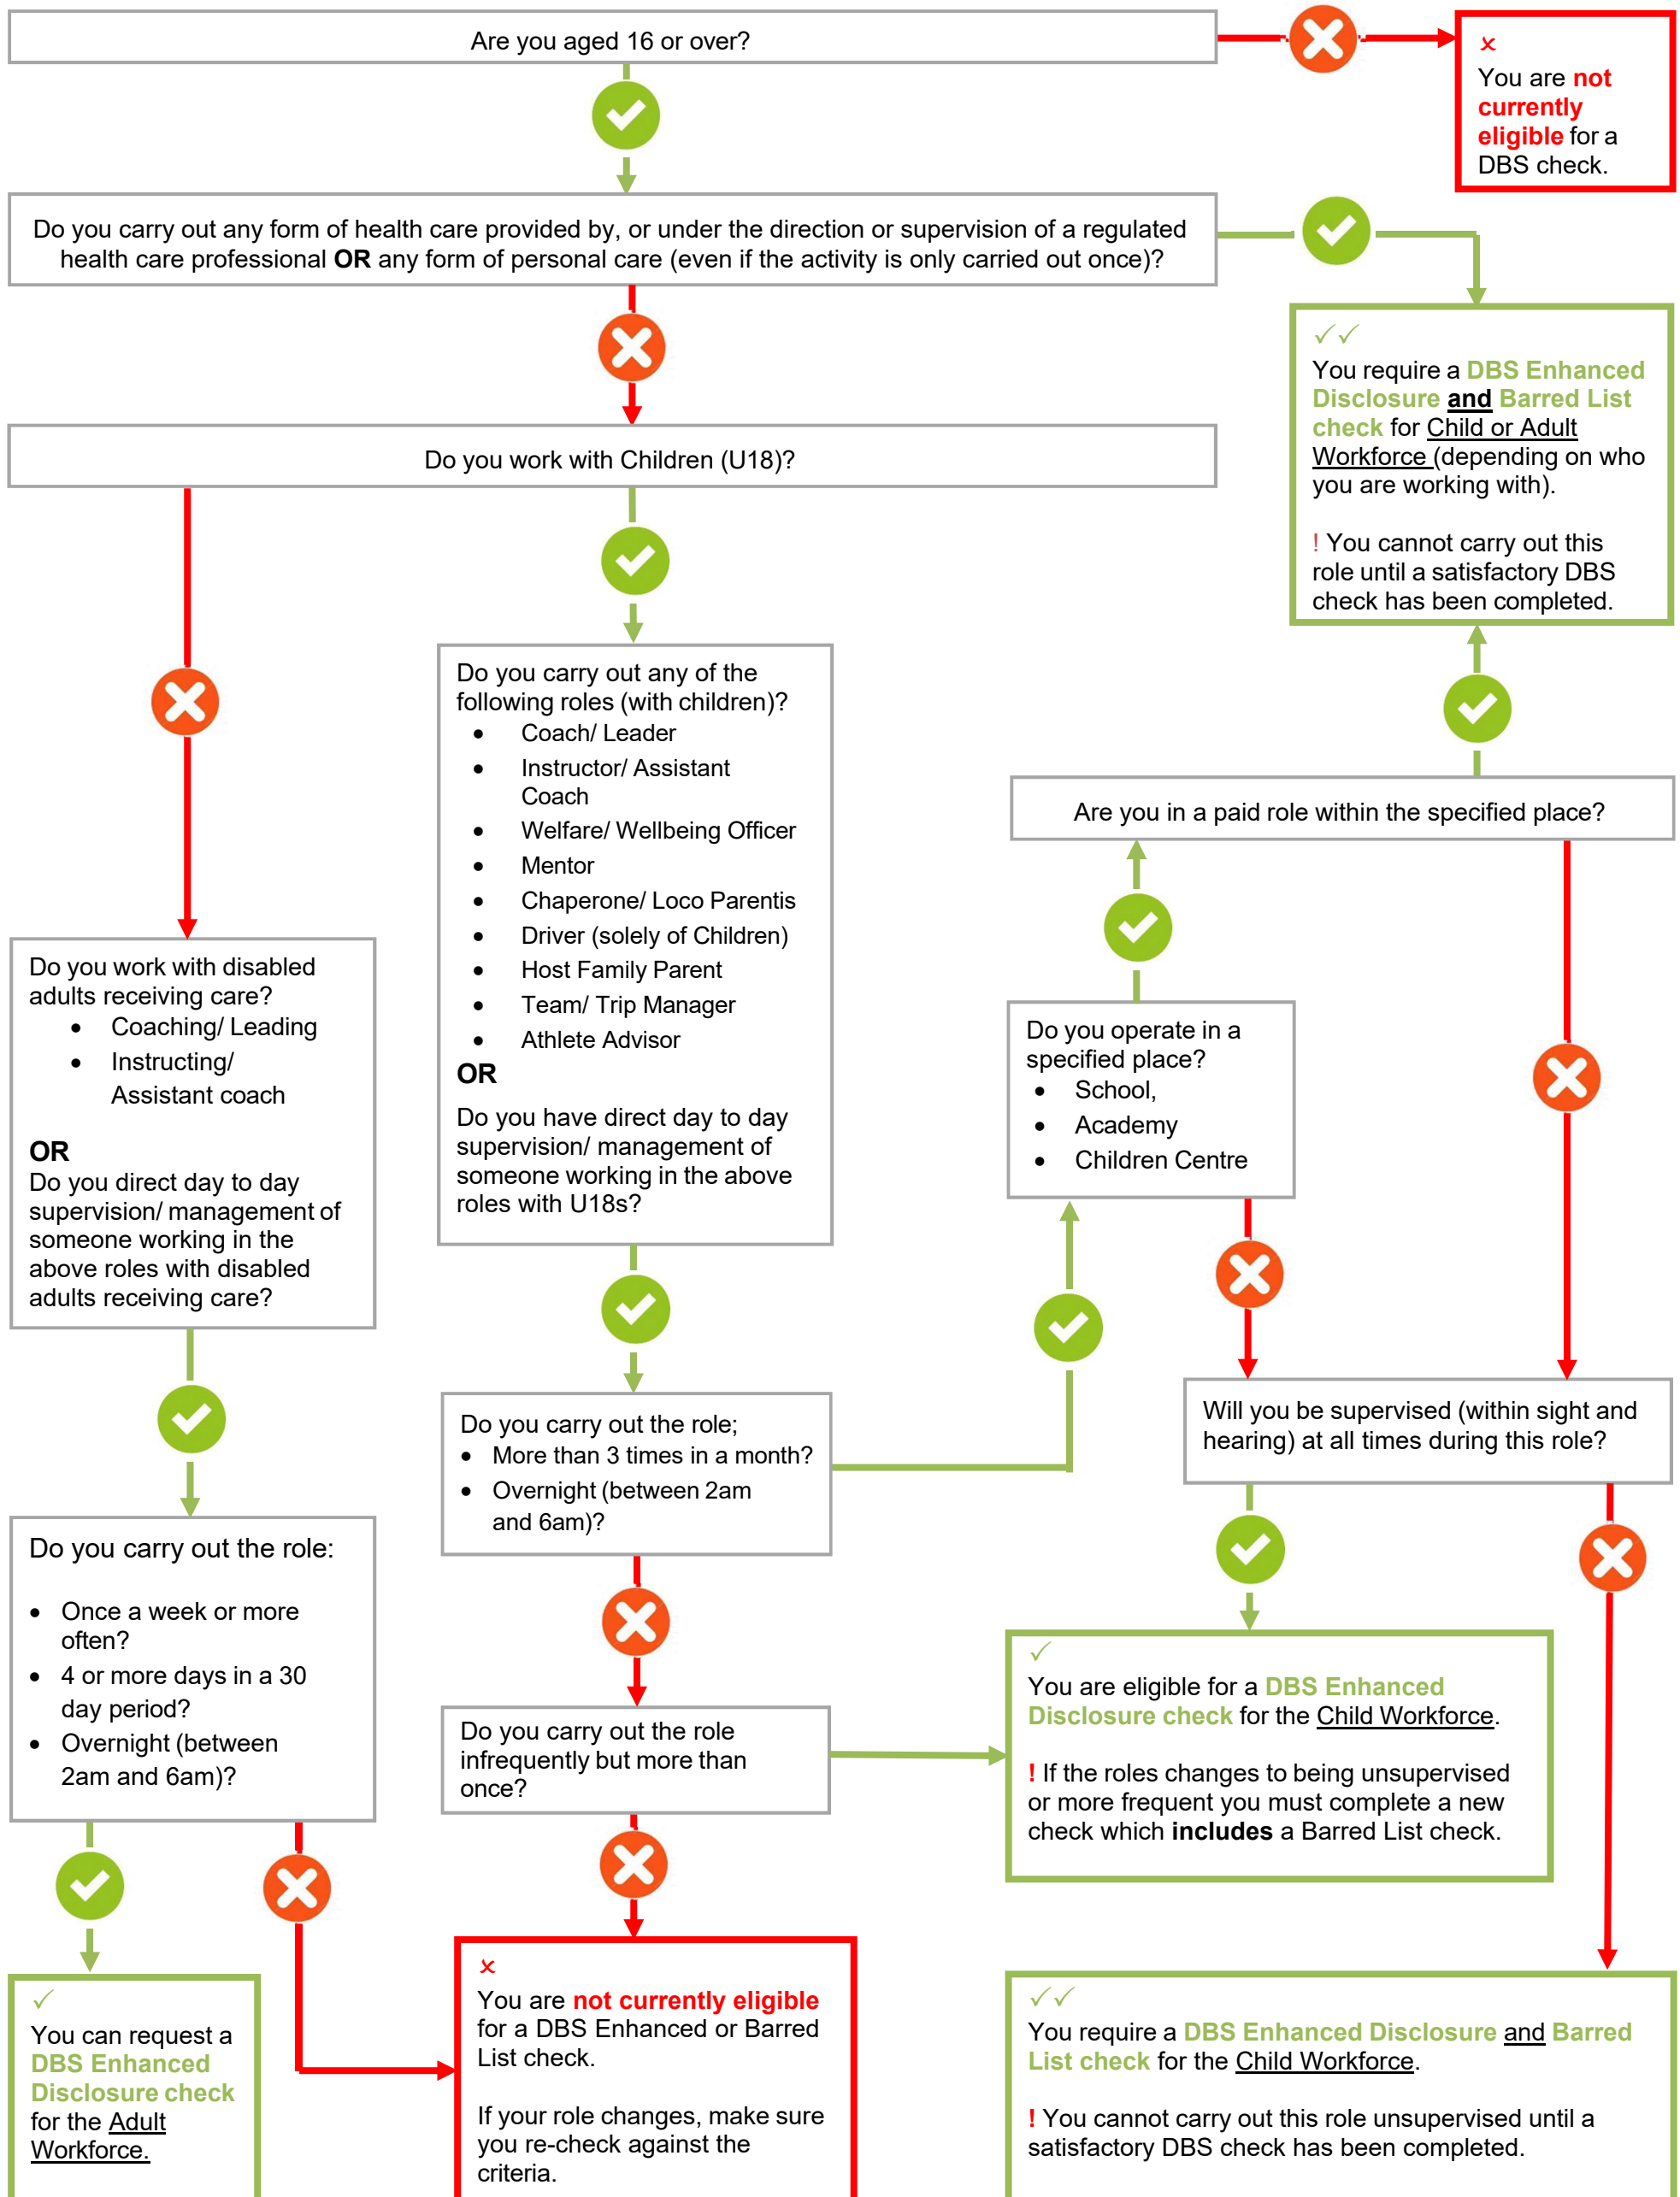 Are you aged 16 or over?
×
You are not
currently
eligible for a
DBS check.
Do you carry out any form of health care provided by, or under the direction or supervision of a regulated
health care professional OR any form of personal care (even if the activity is only carried out once)?
✓✓
You require a DBS Enhanced
Disclosure and Barred List
check for Child or Adult
Workforce (depending on who
you are working with).
! You cannot carry out this
role until a satisfactory DBS
check has been completed.
Do you work with Children (U18)?
Do you carry out any of the
following roles (with children)?
• Coach/ Leader
• Instructor/ Assistant
Coach
• Welfare/ Wellbeing Officer
• Mentor
• Chaperone/ Loco Parentis
• Driver (solely of Children)
• Host Family Parent
• Team/ Trip Manager
• Athlete Advisor
OR
Do you have direct day to day
supervision/ management of
someone working in the above
roles with U18s?
Are you in a paid role within the specified place?
Do you work with disabled
adults receiving care?
• Coaching/ Leading
• Instructing/
Assistant coach
OR
Do you direct day to day
supervision/ management of
someone working in the
above roles with disabled
adults receiving care?
Do you operate in a
specified place?
• School,
• Academy
• Children Centre
Do you carry out the role;
• More than 3 times in a month?
• Overnight (between 2am
and 6am)?
Will you be supervised (within sight and
hearing) at all times during this role?
Do you carry out the role:
• Once a week or more
often?
• 4 or more days in a 30
day period?
• Overnight (between
2am and 6am)?
Do you carry out the role
infrequently but more than
once?
✓
You are eligible for a DBS Enhanced
Disclosure check for the Child Workforce.
! If the roles changes to being unsupervised
or more frequent you must complete a new
check which includes a Barred List check.
✓
You can request a
DBS Enhanced
Disclosure check
for the Adult
Workforce.
×
You are not currently eligible
for a DBS Enhanced or Barred
List check.
If your role changes, make sure
you re-check against the
criteria.
✓✓
You require a DBS Enhanced Disclosure and Barred
List check for the Child Workforce.
! You cannot carry out this role unsupervised until a
satisfactory DBS check has been completed.